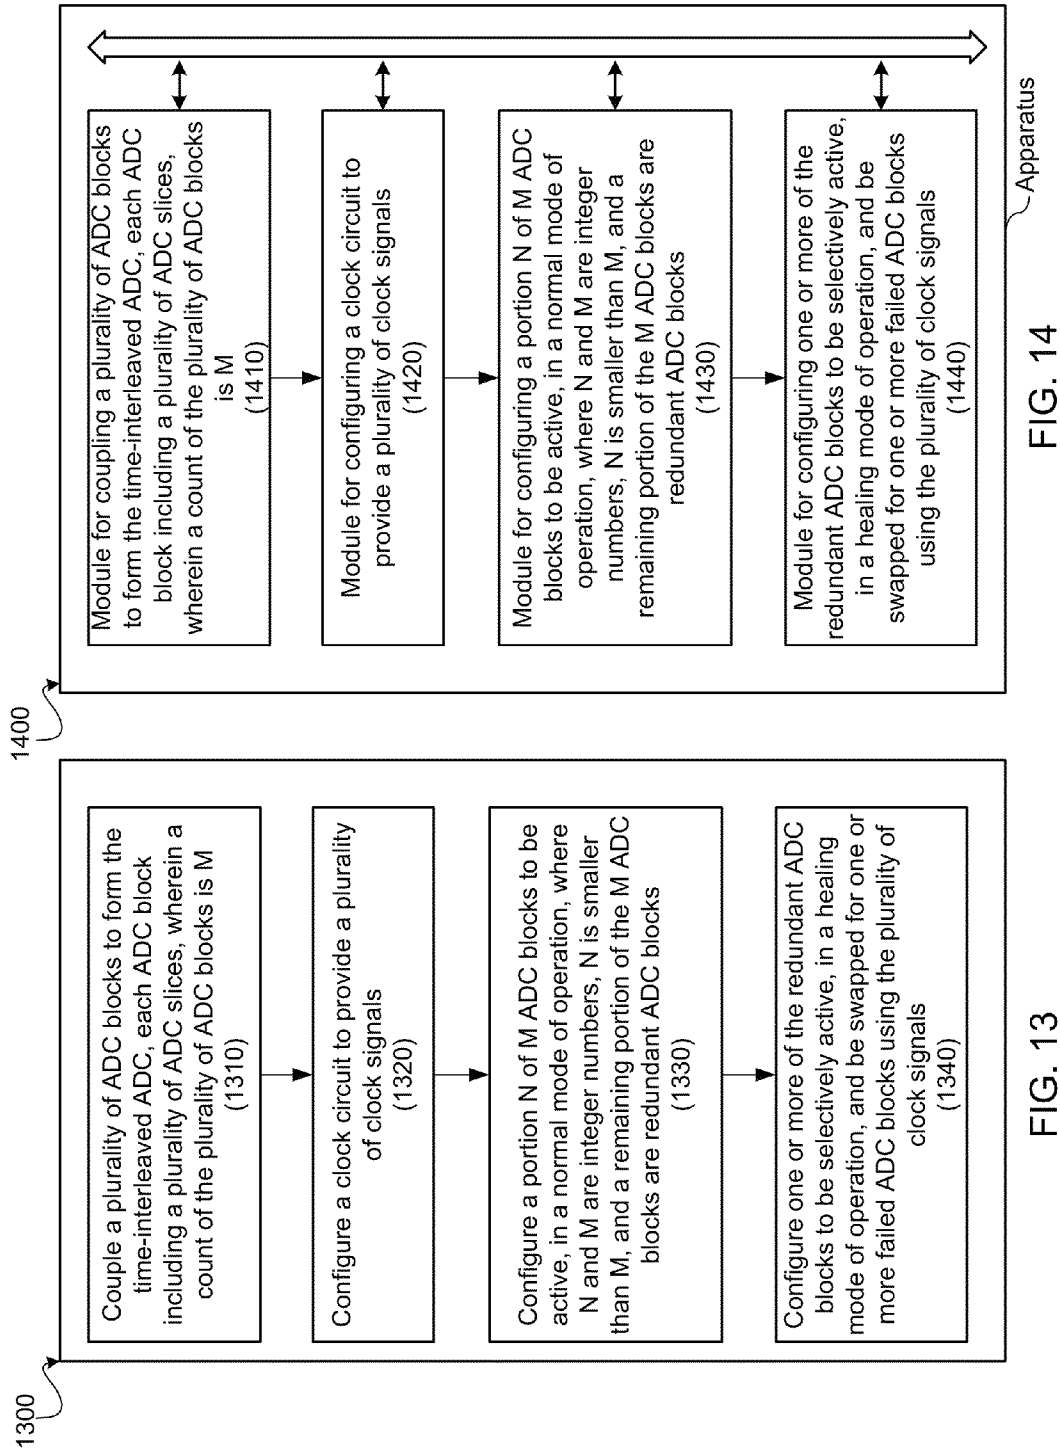 1300
Couple a plurality of ADC blocks to form the
time-interleaved ADC, each ADC block
including a plurality of ADC slices, wherein a
count of the plurality of ADC blocks is M
(1310)
Configure a clock circuit to provide a plurality
of clock signals
(1320)
Configure a portion N of M ADC blocks to be
active, in a normal mode of operation, where
N and M are integer numbers, N is smaller
than M, and a remaining portion of the M ADC
blocks are redundant ADC blocks
(1330)
Configure one or more of the redundant ADC
blocks to be selectively active, in a healing
mode of operation, and be swapped for one or
more failed ADC blocks using the plurality of
clock signals
(1340)
FIG. 13
1400
Module for coupling a plurality of ADC blocks
to form the time-interleaved ADC, each ADC
block including a plurality of ADC slices,
wherein a count of the plurality of ADC blocks
is M
(1410)
Module for configuring a clock circuit to
provide a plurality of clock signals
(1420)
Module for configuring a portion N of M ADC
blocks to be active, in a normal mode of
operation, where N and M are integer
numbers, N is smaller than M, and a
remaining portion of the M ADC blocks are
redundant ADC blocks
(1430)
Module for configuring one or more of the
redundant ADC blocks to be selectively active,
in a healing mode of operation, and be
swapped for one or more failed ADC blocks
using the plurality of clock signals
(1440)
Apparatus
FIG. 14